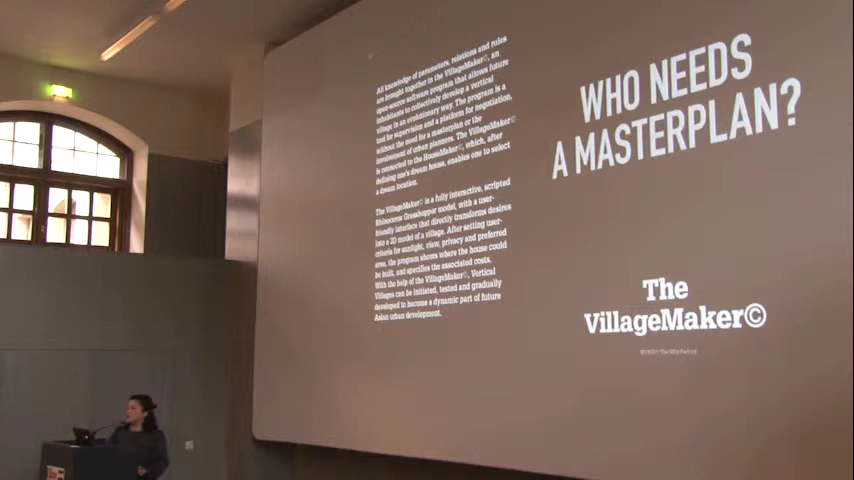 All knowledge of parameters, relations and rules
are brought together in the VillageMaker©, an
open-source software program that allows future
inhabitants to collectively develop a vertical
village in an evolutionary way. The program is a
tool for supervision and a platform for negotiation,
without the need for a masterplan or the
involvement of urban planners. The VillageMaker©
is connected to the HouseMaker©, which, after
defining one's dream house, enables one to select
a dream location.
The VillageMaker© is a fully interactive, scripted
Rhinoceros Grasshopper model, with a user-
friendly interface that directly transforms desires
into a 3D model of a village. After setting user-
criteria for sunlight, view, privacy and preferred
area, the program shows where the house could
be built, and specifies the associated costs.
With the help of the VillageMaker©, Vertical
Villages can be initiated, tested and gradually
developed to become a dynamic part of future
Asian urban development.
WHO NEEDS
A MASTERPLAN?
The
VillageMaker©